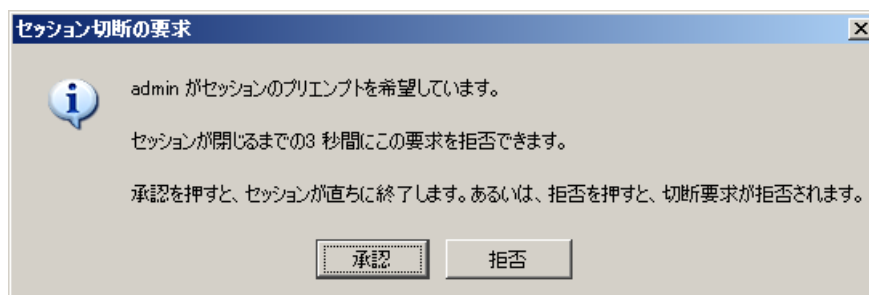 セッション切断の要求
admin がセッションのプリエンプトを希望しています。
セッションが閉じるまでの3 秒間にこの要求を拒否できます。
承認を押すと、セッションが直ちに終了します。あるいは、拒否を押すと、切断要求が拒否されます。
承認
拒否